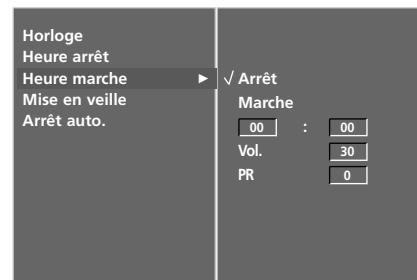 Horloge
Heure arrêt
Heure marche ►
Mise en veille
Arrêt auto.
√ Arrêt
Marche
00 : 00
Vol. 30
PR 0